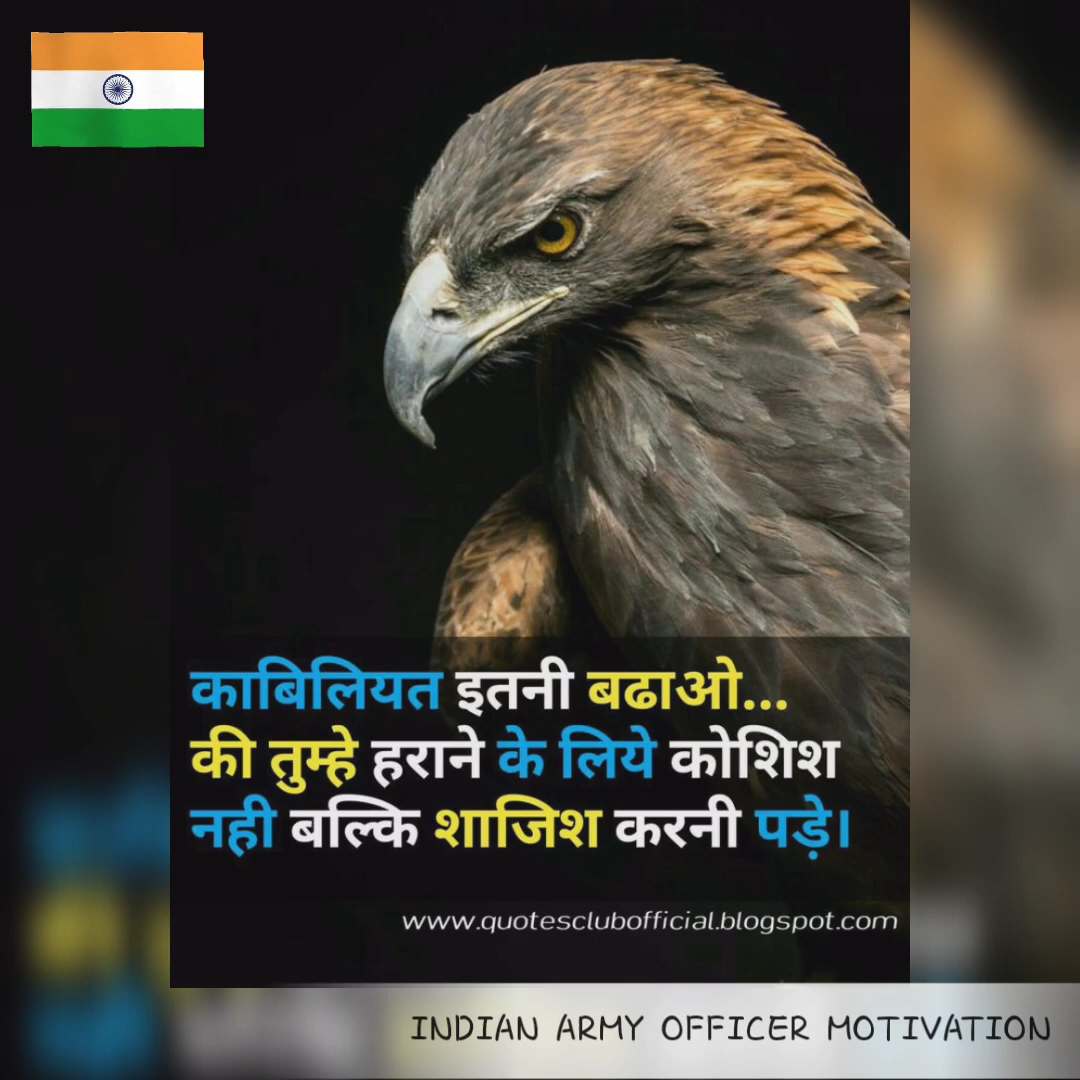 काबिलियत इतनी बढाओ...
की तुम्हे हराने के लिये कोशिश
नही बल्कि शाजिश करनी पड़े।
www.quotesclubofficial.blogspot.com
INDIAN ARMY OFFICER MOTIVATION